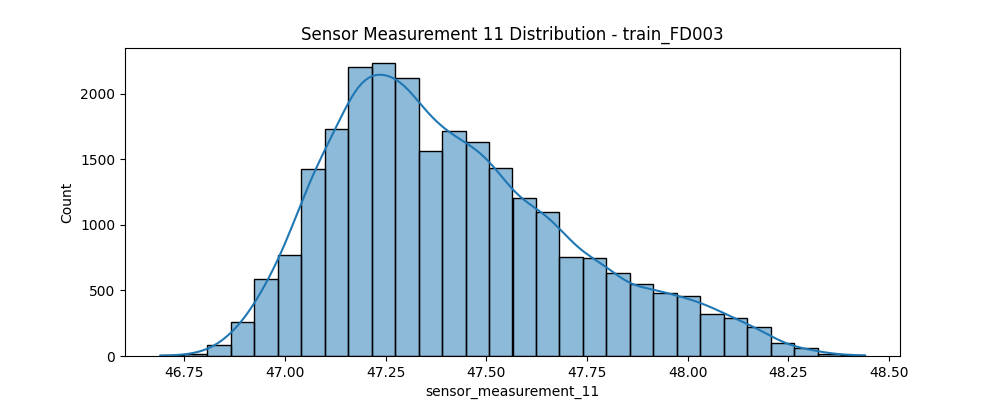 Sensor Measurement 11 Distribution - train_FD003
Count
2000
1500
1000
500
0
46.75 47.00 47.25 47.50 47.75 48.00 48.25 48.50
sensor_measurement_11